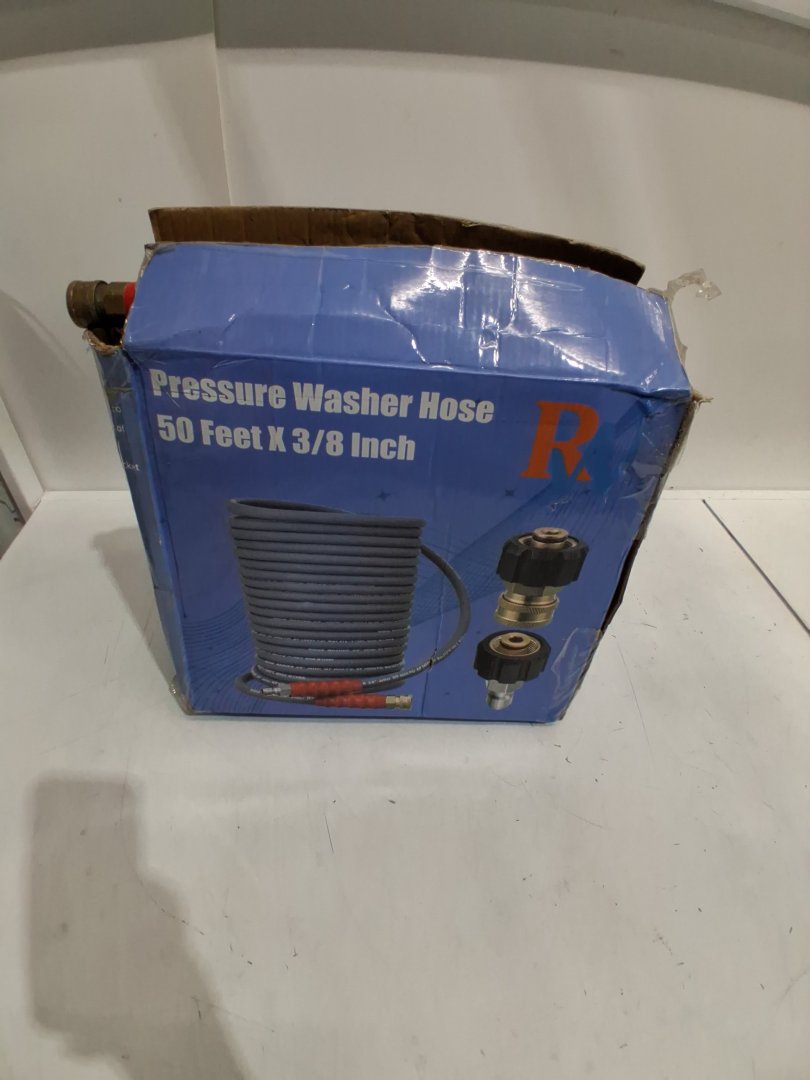 Pressure Washer Hose
50 Feet X 3/8 Inch
R